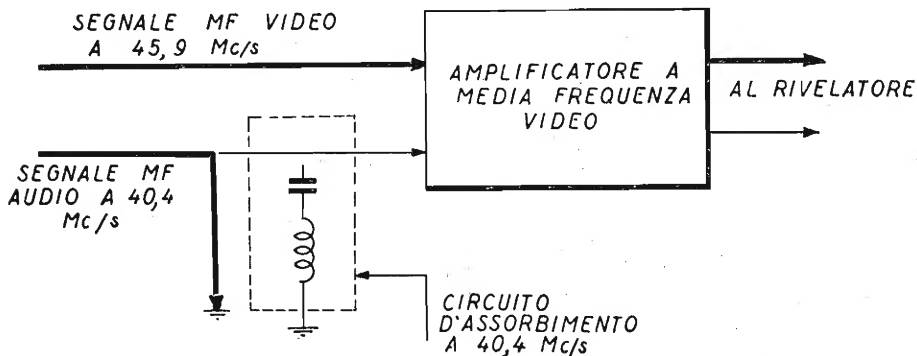 SEGNALE MF VIDEO
A 45,9 Mc/s
AMPLIFICATORE A
MEDIA FREQUENZA
VIDEO
AL RIVELATORE
SEGNALE MF
AUDIO A 40,4
Mc/s
CIRCUITO
D'ASSORBIMENTO
A 40,4 Mc/s